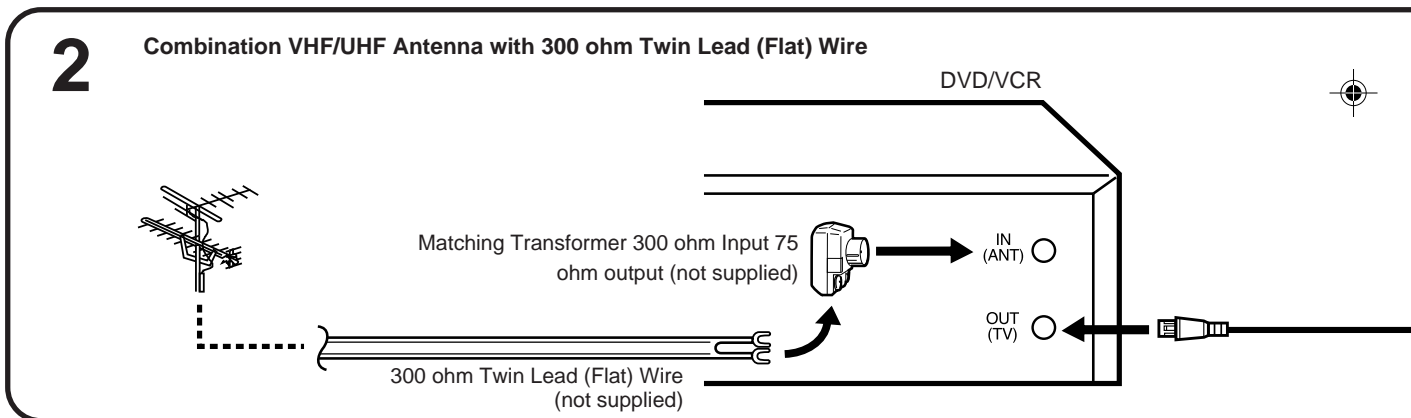 2
Combination VHF/UHF Antenna with 300 ohm Twin Lead (Flat) Wire
DVD/VCR
Matching Transformer 300 ohm Input 75
ohm output (not supplied)
IN
(ANT)
OUT
(TV)
300 ohm Twin Lead (Flat) Wire
(not supplied)